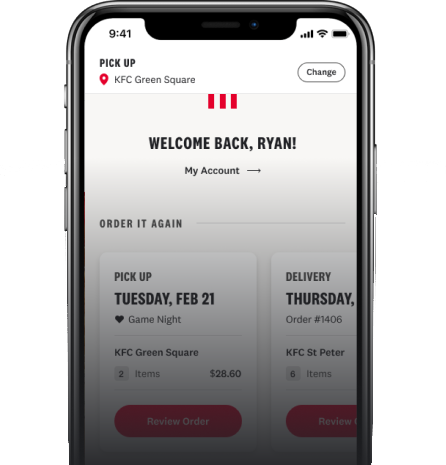 9:41
PICK UP
KFC Green Square
Change
WELCOME BACK, RYAN!
My Account
ORDER IT AGAIN
PICK UP
TUESDAY, FEB 21
Game Night
KFC Green Square
2 Items $28.60
Review Order
DELIVERY
THURSDAY,
Order #1406
KFC St Peter
6 Items
Review